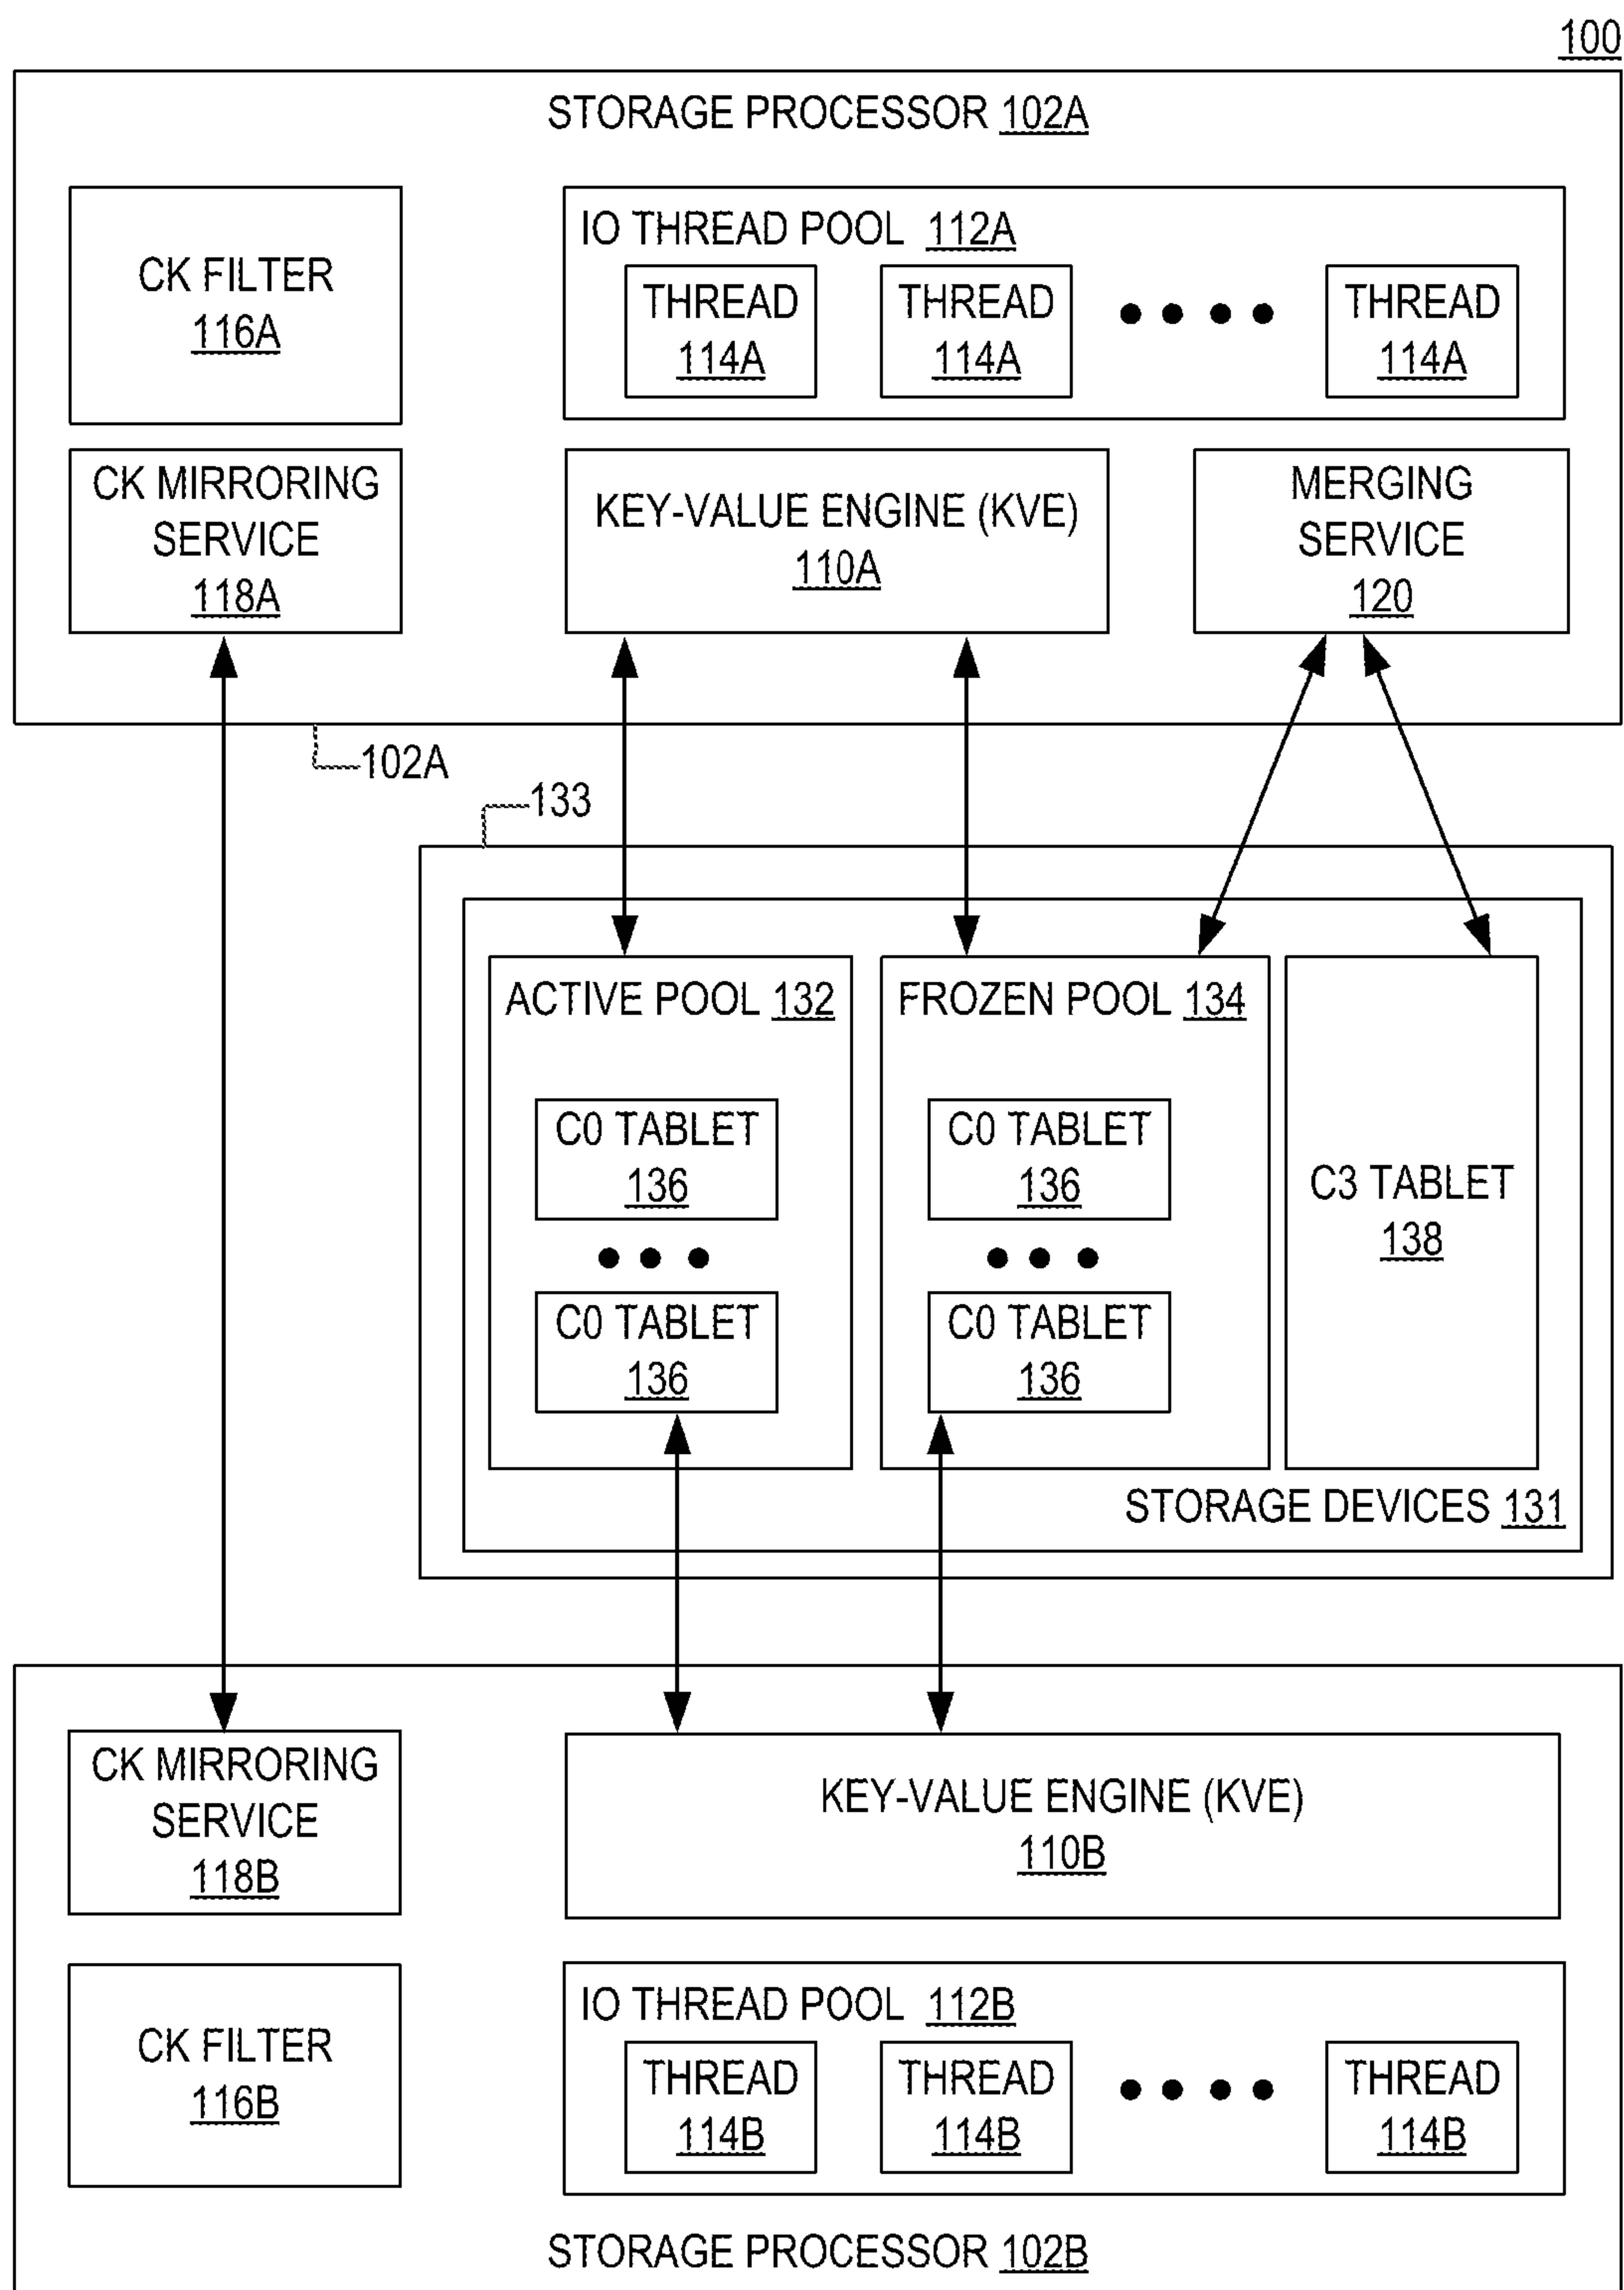 100
STORAGE PROCESSOR 102A
CK FILTER
116A
IO THREAD POOL 112A
THREAD
114A
THREAD
114A
THREAD
114A
CK MIRRORING
SERVICE
118A
KEY-VALUE ENGINE (KVE)
110A
MERGING
SERVICE
120
102A
133
ACTIVE POOL 132
C0 TABLET
136
C0 TABLET
136
FROZEN POOL 134
C0 TABLET
136
C0 TABLET
136
C3 TABLET
138
STORAGE DEVICES 131
CK MIRRORING
SERVICE
118B
KEY-VALUE ENGINE (KVE)
110B
CK FILTER
116B
IO THREAD POOL 112B
THREAD
114B
THREAD
114B
THREAD
114B
STORAGE PROCESSOR 102B